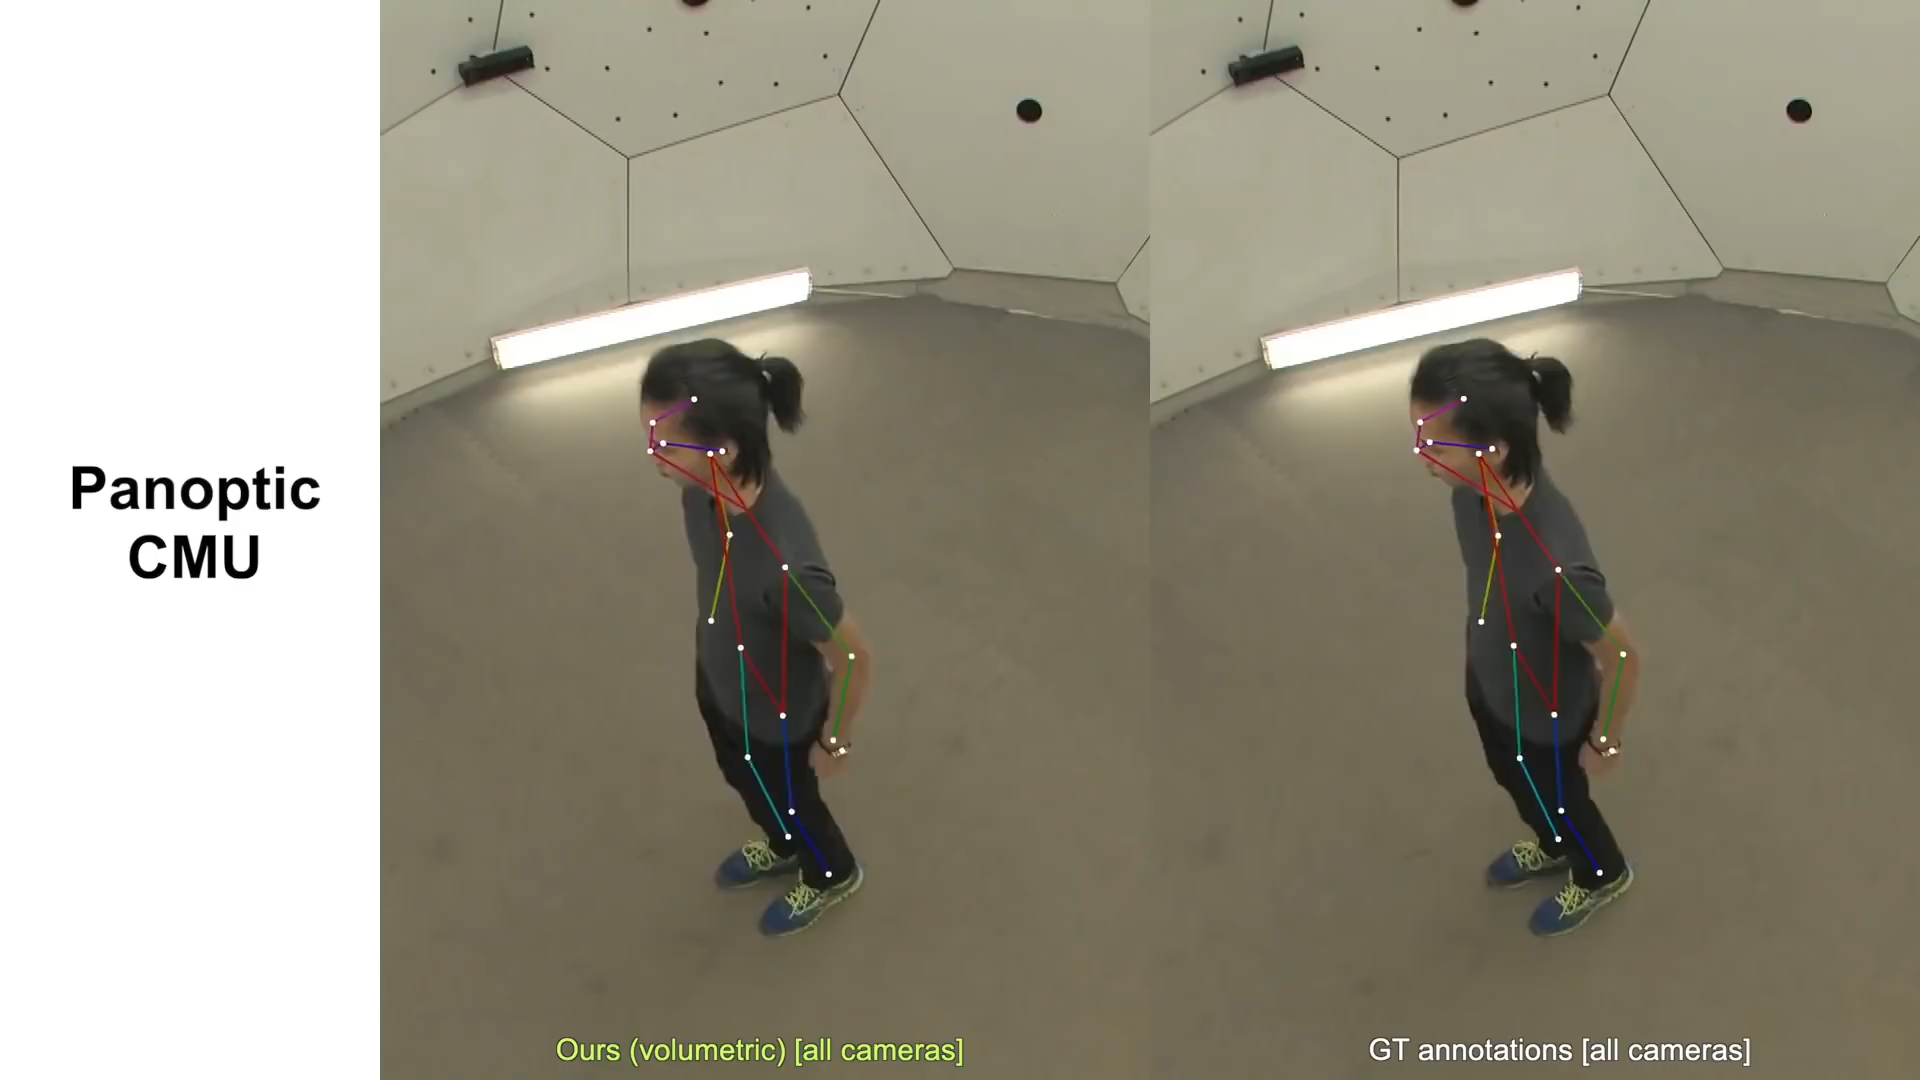 Panoptic
CMU
Ours (volumetric) [all cameras]
GT annotations [all cameras]